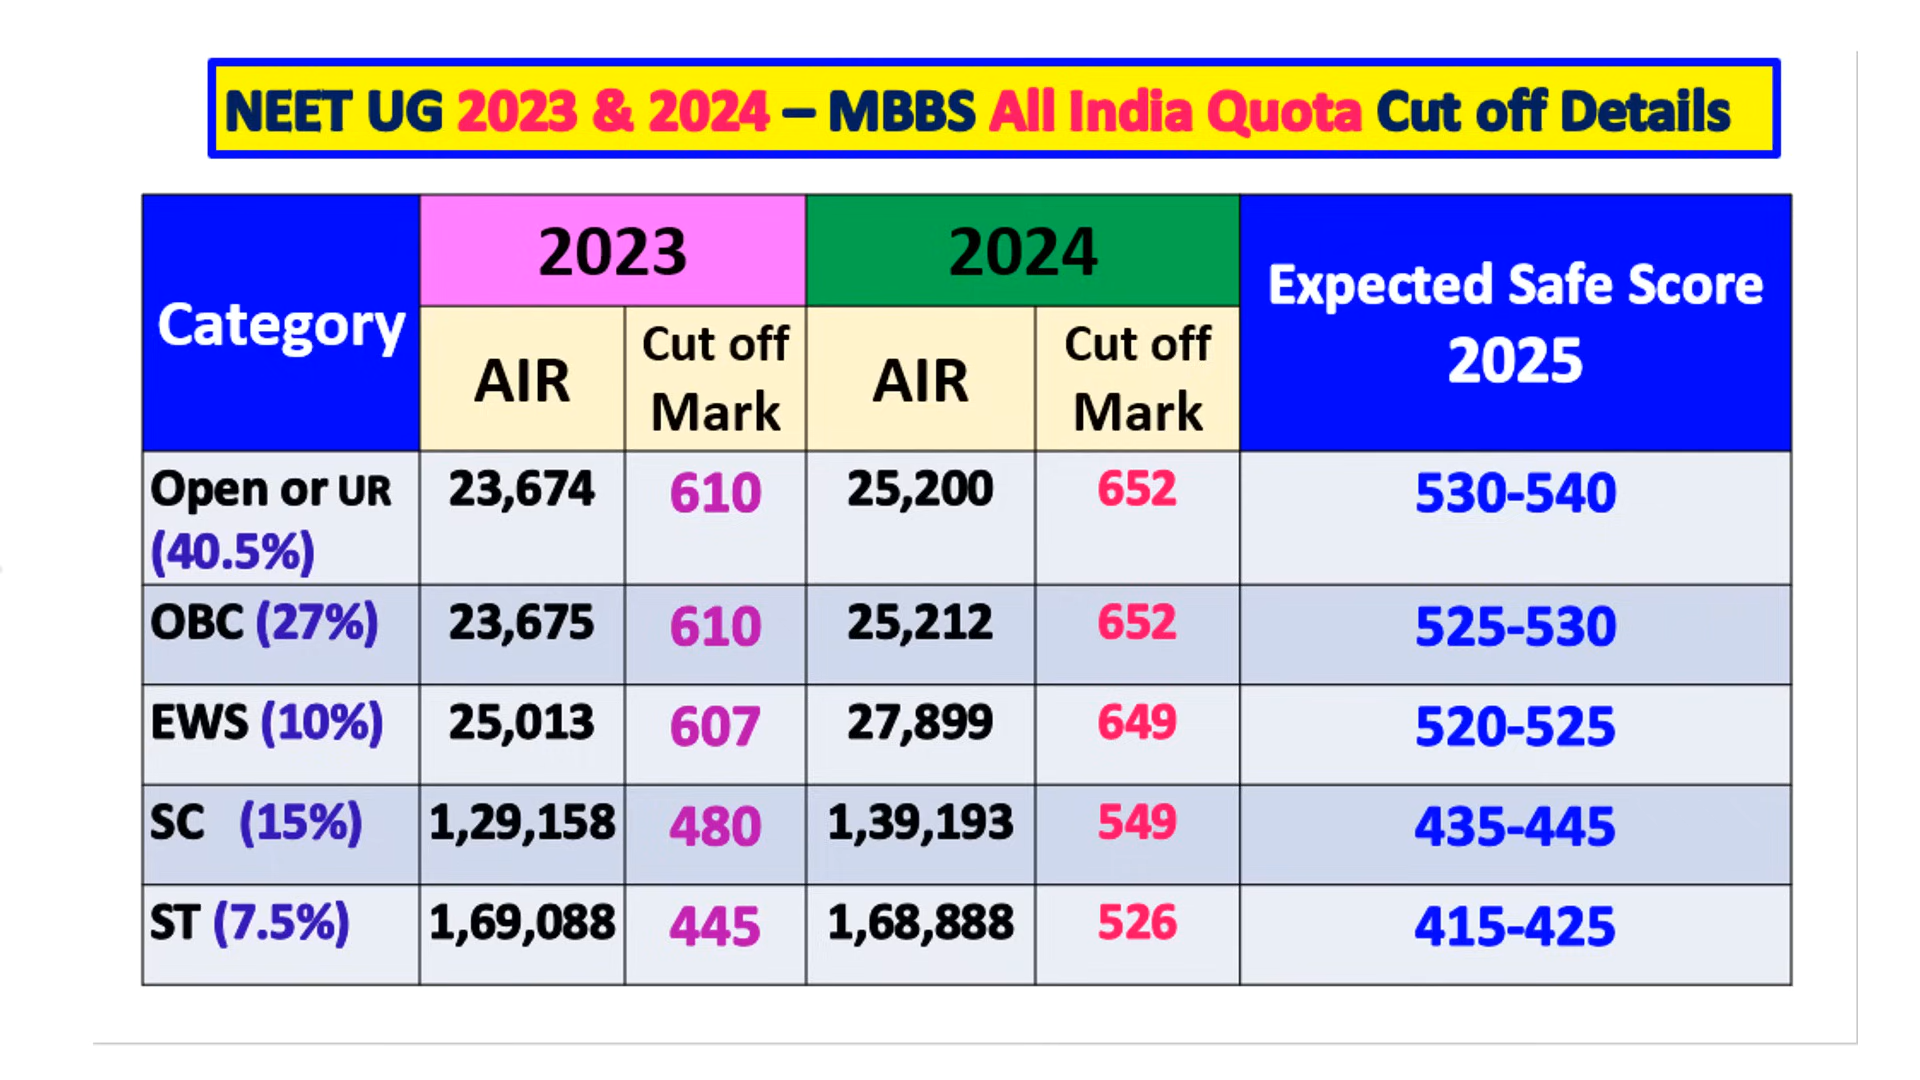 NEET UG 2023 & 2024 – MBBS All India Quota Cut off Details
Category
2023
2024
Expected Safe Score
2025
AIR
Cut off
Mark
AIR
Cut off
Mark
Open or UR
(40.5%)
23,674
610
25,200
652
530-540
OBC (27%)
23,675
610
25,212
652
525-530
EWS (10%)
25,013
607
27,899
649
520-525
SC (15%)
1,29,158
480
1,39,193
549
435-445
ST (7.5%)
1,69,088
445
1,68,888
526
415-425